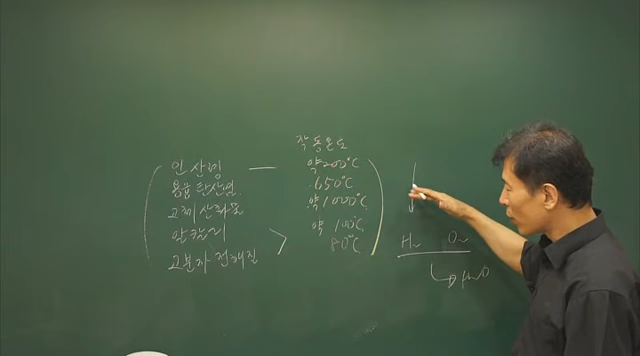 작동온도
인산형 — 약 200℃
용융탄산염 650℃
고체산화물 약 1000℃
알칼리 > 약 100℃
고분자 전해질 80℃
H₂ O₂
↳ H₂O